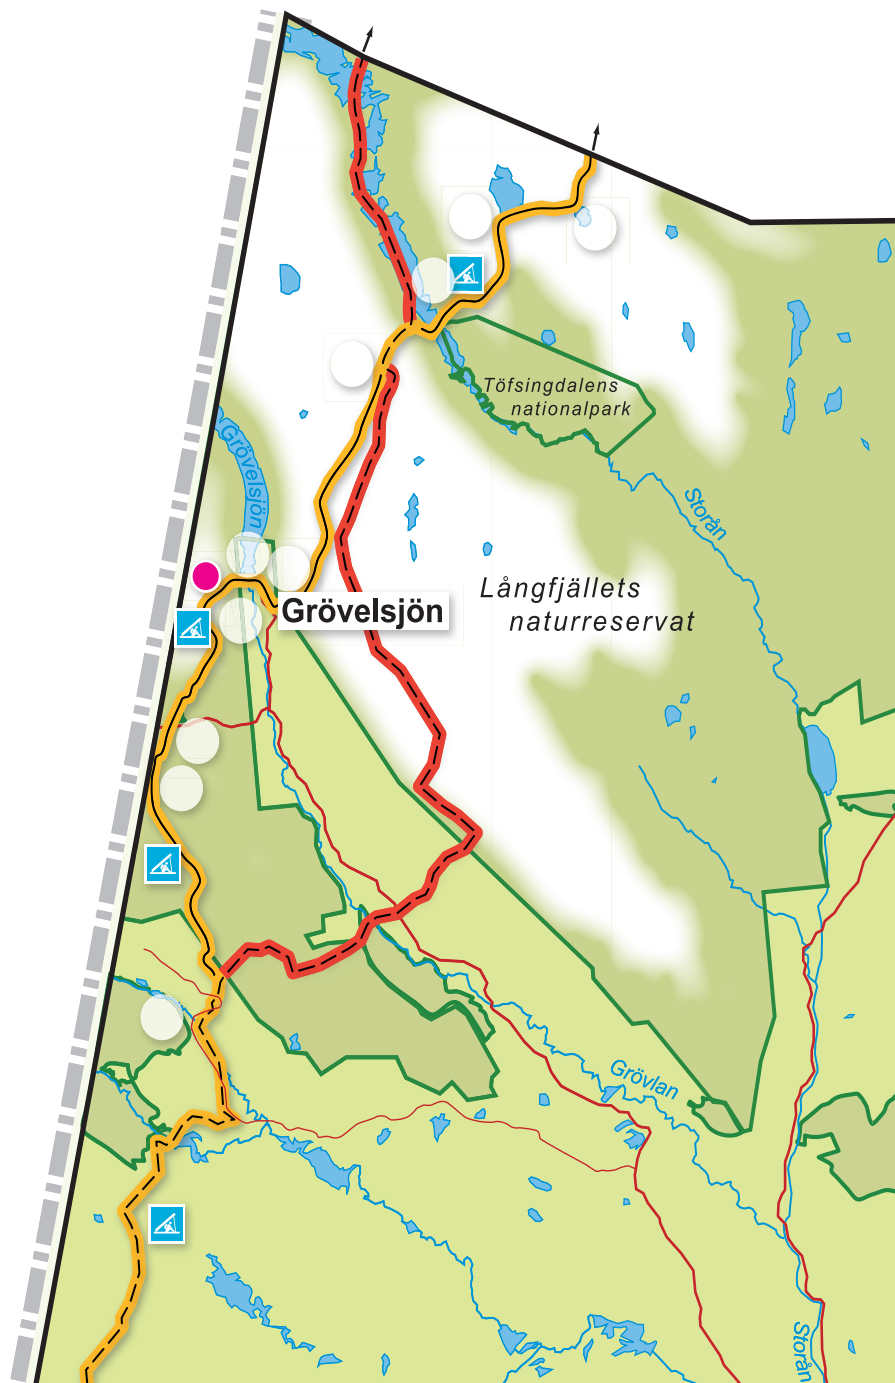 Töfsingdalens
nationalpark
Grövelsjön
Storån
Långfjällets
naturreservat
Grövelsjön
Grövlan
Storån